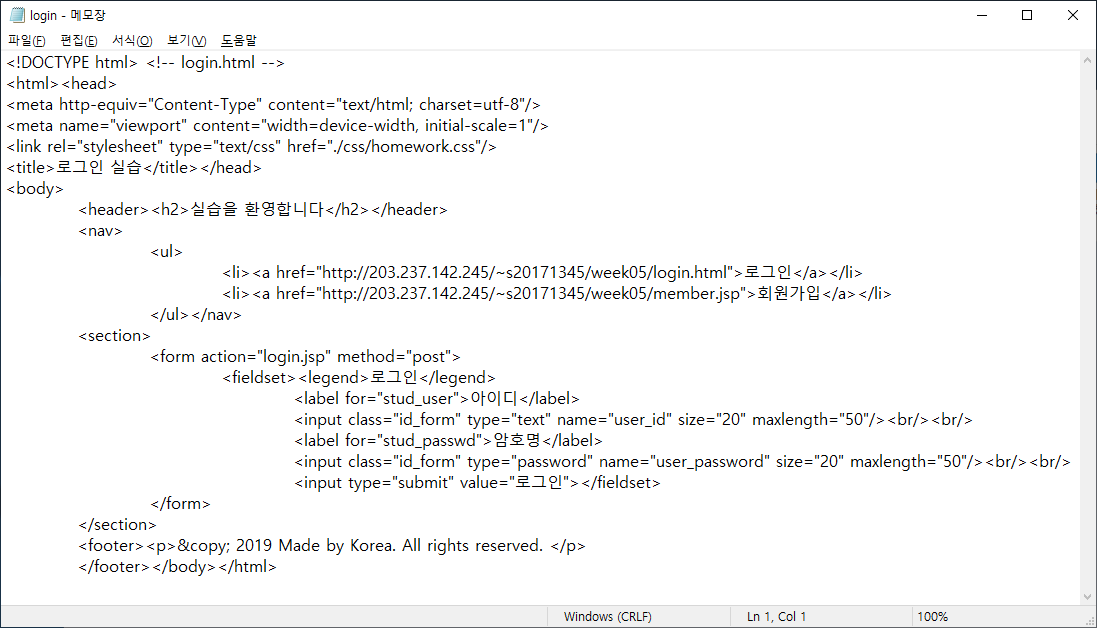 login - 메모장
파일(F) 편집(E) 서식(O) 보기(V) 도움말
<!DOCTYPE html> <!-- login.html -->
<html><head>
<meta http-equiv="Content-Type" content="text/html; charset=utf-8"/>
<meta name="viewport" content="width=device-width, initial-scale=1"/>
<link rel="stylesheet" type="text/css" href="./css/homework.css"/>
<title>로그인 실습</title></head>
<body>
	<header><h2>실습을 환영합니다</h2></header>
	<nav>
		<ul>
			<li><a href="http://203.237.142.245/~s20171345/week05/login.html">로그인</a></li>
			<li><a href="http://203.237.142.245/~s20171345/week05/member.jsp">회원가입</a></li>
		</ul></nav>
	<section>
		<form action="login.jsp" method="post">
			<fieldset><legend>로그인</legend>
				<label for="stud_user">아이디</label>
				<input class="id_form" type="text" name="user_id" size="20" maxlength="50"/><br/><br/>
				<label for="stud_passwd">암호명</label>
				<input class="id_form" type="password" name="user_password" size="20" maxlength="50"/><br/><br/>
				<input type="submit" value="로그인"></fieldset>
		</form>
	</section>
	<footer><p>&copy; 2019 Made by Korea. All rights reserved. </p>
	</footer></body></html>
Windows (CRLF) Ln 1, Col 1 100%